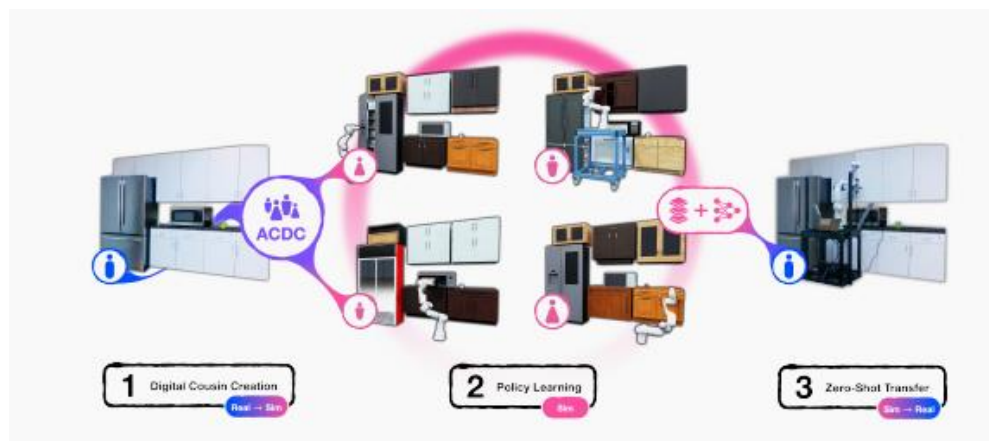 ACDC
1 Digital Cousin Creation
Real → Sim
2 Policy Learning
Sim
3 Zero-Shot Transfer
Sim → Real